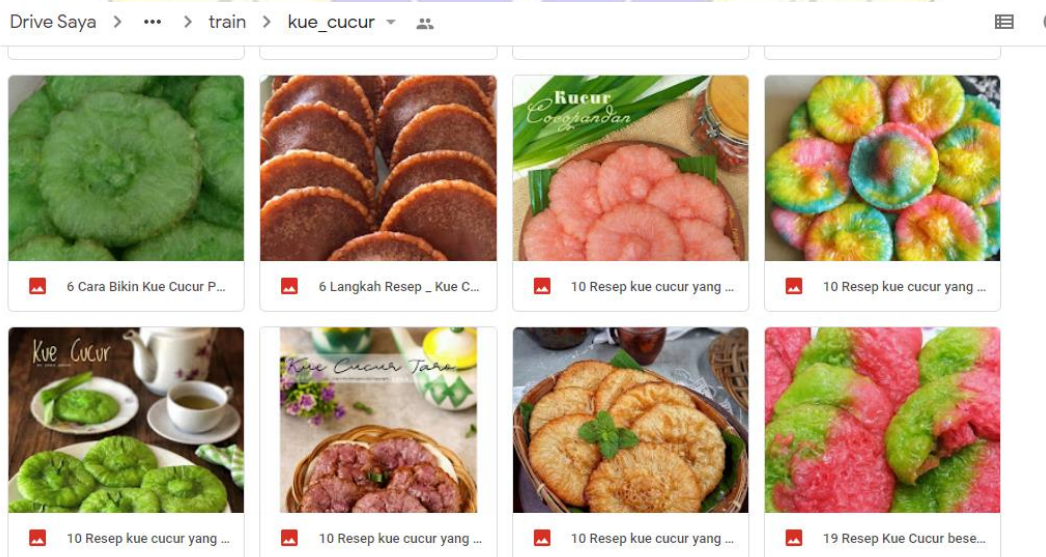 Drive Saya > ... > train > kue_cucur
Kucur
Cocopandan
6 Cara Bikin Kue Cucur P...
6 Langkah Resep _ Kue C...
10 Resep kue cucur yang ...
10 Resep kue cucur yang ...
Kue Cucur
Kue Cucur Taro
10 Resep kue cucur yang ...
10 Resep kue cucur yang ...
10 Resep kue cucur yang ...
19 Resep Kue Cucur bese...